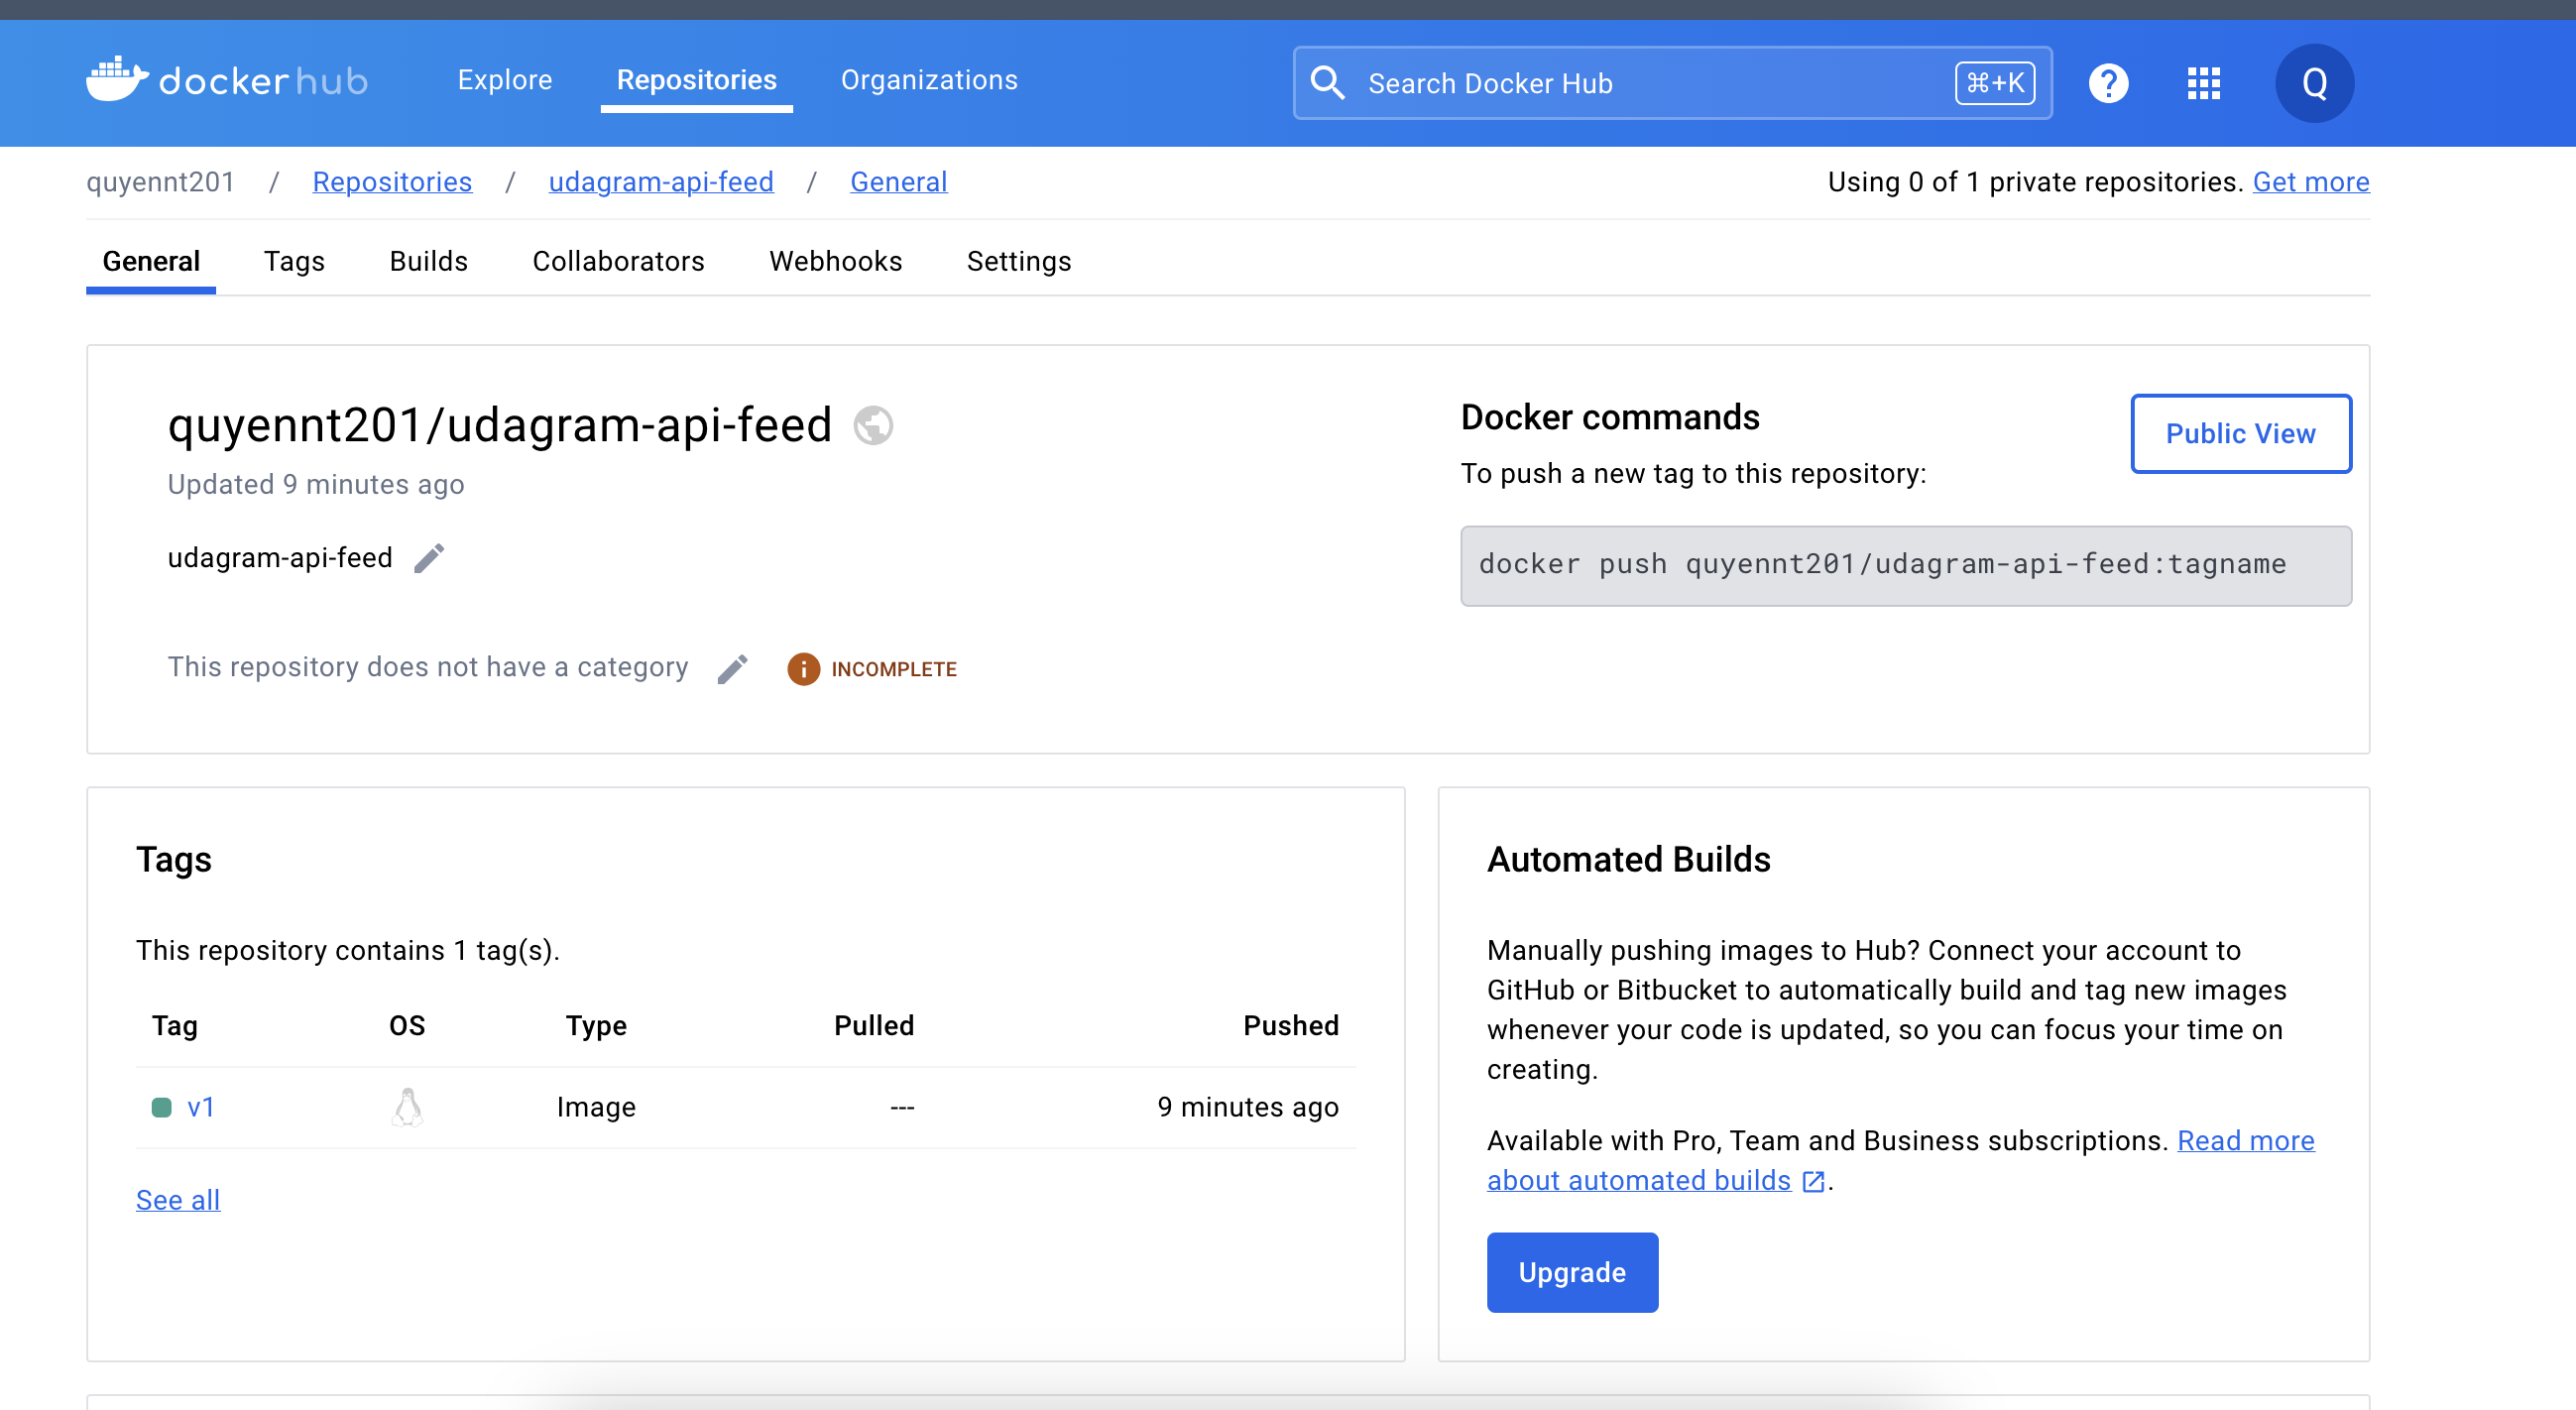 dockerhub
Explore
Repositories
Organizations
Search Docker Hub
⌘+K
?
Q
quyennt201 / Repositories / udagram-api-feed / General
Using 0 of 1 private repositories. Get more
General
Tags
Builds
Collaborators
Webhooks
Settings
quyennt201/udagram-api-feed
Updated 9 minutes ago
udagram-api-feed
This repository does not have a category
i INCOMPLETE
Docker commands
Public View
To push a new tag to this repository:
docker push quyennt201/udagram-api-feed:tagname
Tags
This repository contains 1 tag(s).
Tag OS Type Pulled Pushed
v1 Image --- 9 minutes ago
See all
Automated Builds
Manually pushing images to Hub? Connect your account to
GitHub or Bitbucket to automatically build and tag new images
whenever your code is updated, so you can focus your time on
creating.
Available with Pro, Team and Business subscriptions. Read more
about automated builds .
Upgrade